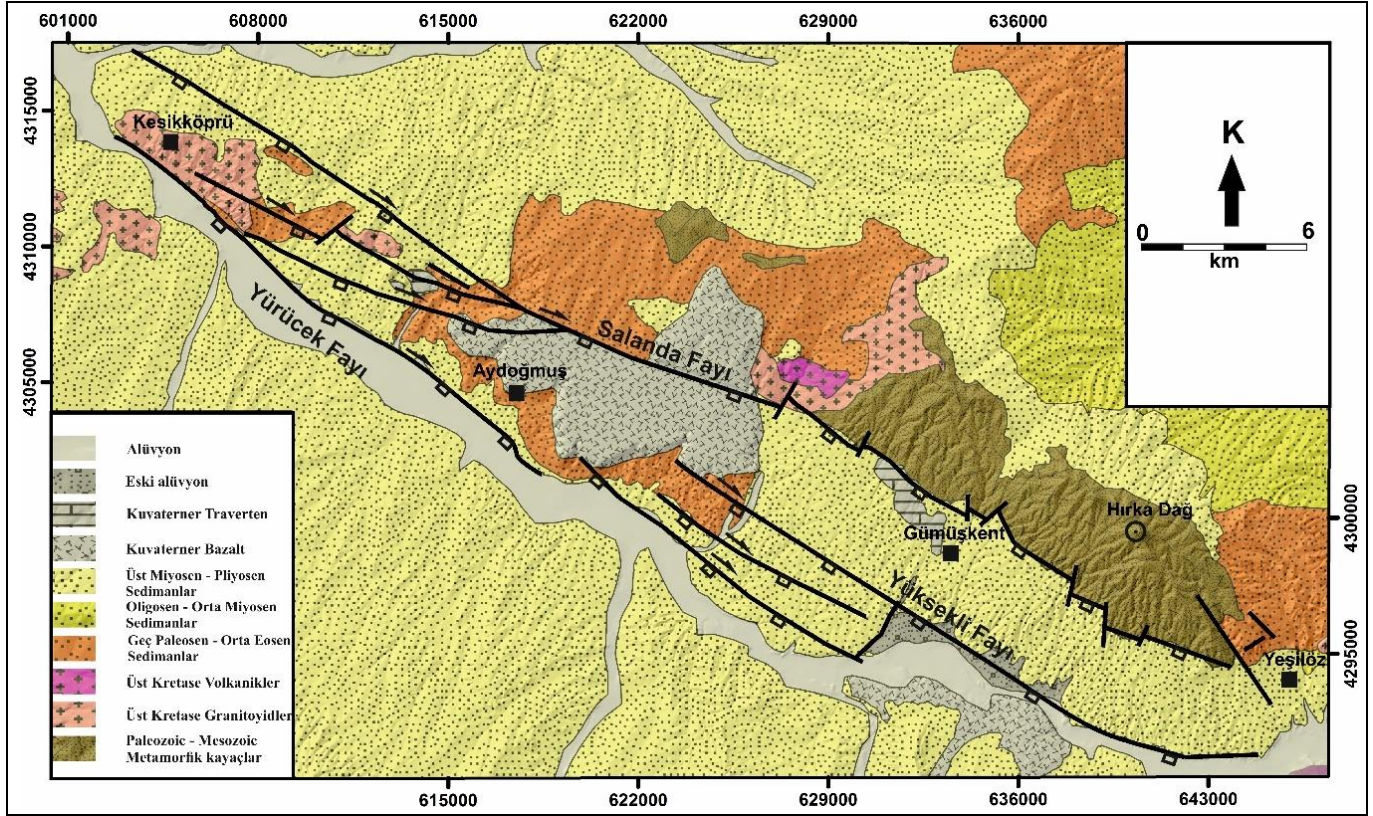 601000 608000 615000 622000 629000 636000
4315000
4310000
4305000
K
0 6
km
Kesikköprü
Yürücek Fayı
Salanda Fayı
Aydoğmuş
Hırka Dağ
Gümüşkent
Yüksekli Fayı
Yeşilöz
4300000
4295000
Alüvyon
Eski alüvyon
Kuvaterner Traverten
Kuvaterner Bazalt
Üst Miyosen - Pliyosen
Sedimanlar
Oligosen - Orta Miyosen
Sedimanlar
Geç Paleosen - Orta Eosen
Sedimanlar
Üst Kretase Volkanikler
Üst Kretase Granitoyidler
Paleozoic - Mesozoic
Metamorfik kayaçlar
615000 622000 629000 636000 643000